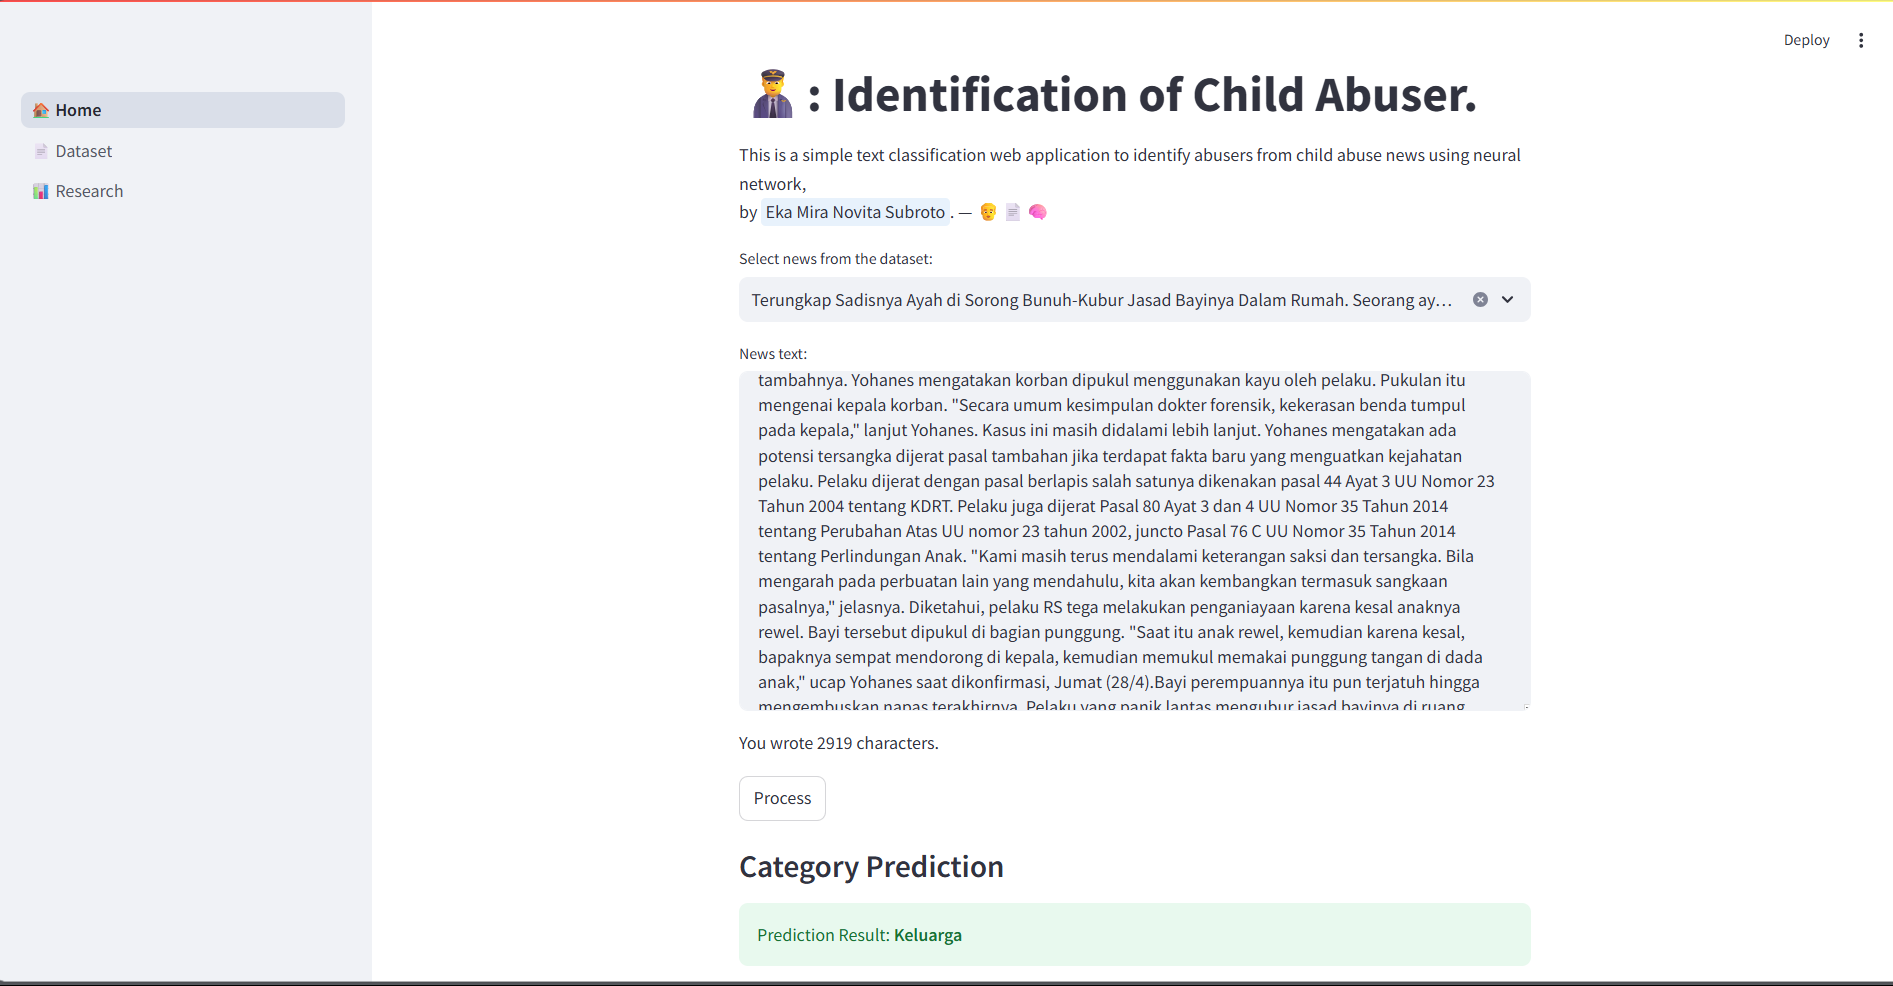 Deploy
Home
Dataset
Research
: Identification of Child Abuser.
This is a simple text classification web application to identify abusers from child abuse news using neural
network,
by Eka Mira Novita Subroto . —
Select news from the dataset:
Terungkap Sadisnya Ayah di Sorong Bunuh-Kubur Jasad Bayinya Dalam Rumah. Seorang ay...
News text:
tambahnya. Yohanes mengatakan korban dipukul menggunakan kayu oleh pelaku. Pukulan itu
mengenai kepala korban. "Secara umum kesimpulan dokter forensik, kekerasan benda tumpul
pada kepala," lanjut Yohanes. Kasus ini masih didalami lebih lanjut. Yohanes mengatakan ada
potensi tersangka dijerat pasal tambahan jika terdapat fakta baru yang menguatkan kejahatan
pelaku. Pelaku dijerat dengan pasal berlapis salah satunya dikenakan pasal 44 Ayat 3 UU Nomor 23
Tahun 2004 tentang KDRT. Pelaku juga dijerat Pasal 80 Ayat 3 dan 4 UU Nomor 35 Tahun 2014
tentang Perubahan Atas UU nomor 23 tahun 2002, juncto Pasal 76 C UU Nomor 35 Tahun 2014
tentang Perlindungan Anak. "Kami masih terus mendalami keterangan saksi dan tersangka. Bila
mengarah pada perbuatan lain yang mendahulu, kita akan kembangkan termasuk sangkaan
pasalnya," jelasnya. Diketahui, pelaku RS tega melakukan penganiayaan karena kesal anaknya
rewel. Bayi tersebut dipukul di bagian punggung. "Saat itu anak rewel, kemudian karena kesal,
bapaknya sempat mendorong di kepala, kemudian memukul memakai punggung tangan di dada
anak," ucap Yohanes saat dikonfirmasi, Jumat (28/4).Bayi perempuannya itu pun terjatuh hingga
mengembuskan napas terakhirnya. Pelaku yang panik lantas mengubur jasad bayinya di ruang
You wrote 2919 characters.
Process
Category Prediction
Prediction Result: Keluarga